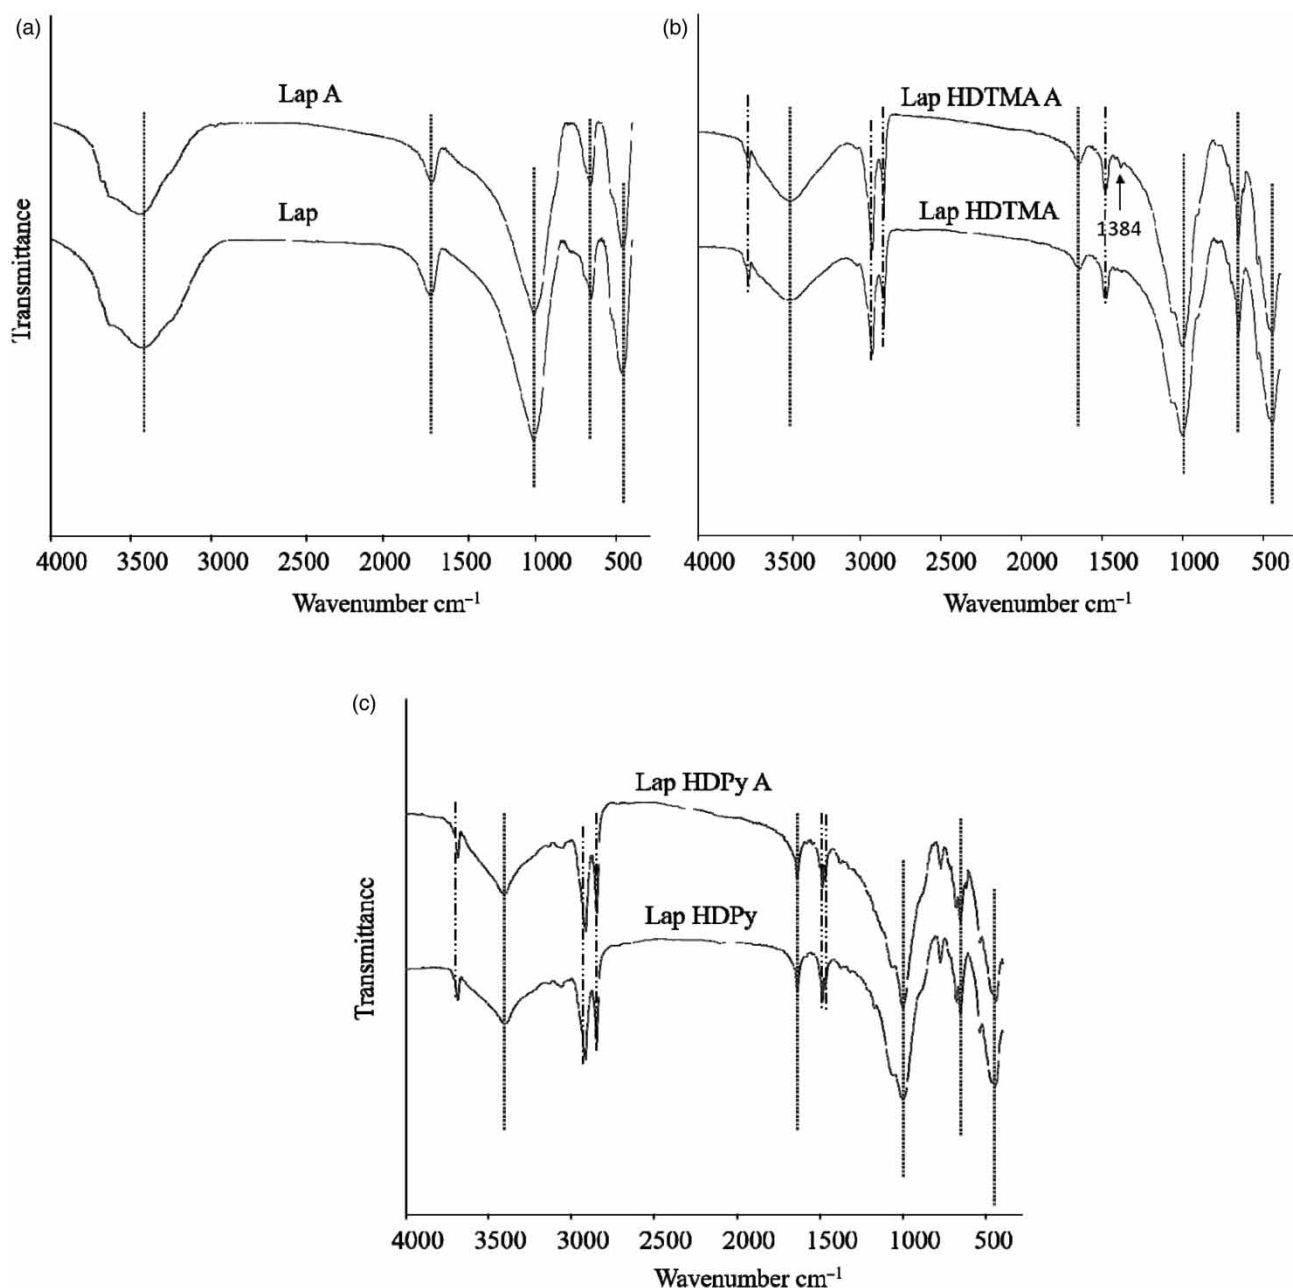 (a)
Lap A
Lap
Transmittance
4000 3500 3000 2500 2000 1500 1000 500
Wavenumber cm⁻¹
(b)
Lap HDTMA A
Lap HDTMA
1384
4000 3500 3000 2500 2000 1500 1000 500
Wavenumber cm⁻¹
(c)
Lap HDPy A
Lap HDPy
Transmittance
4000 3500 3000 2500 2000 1500 1000 500
Wavenumber cm⁻¹